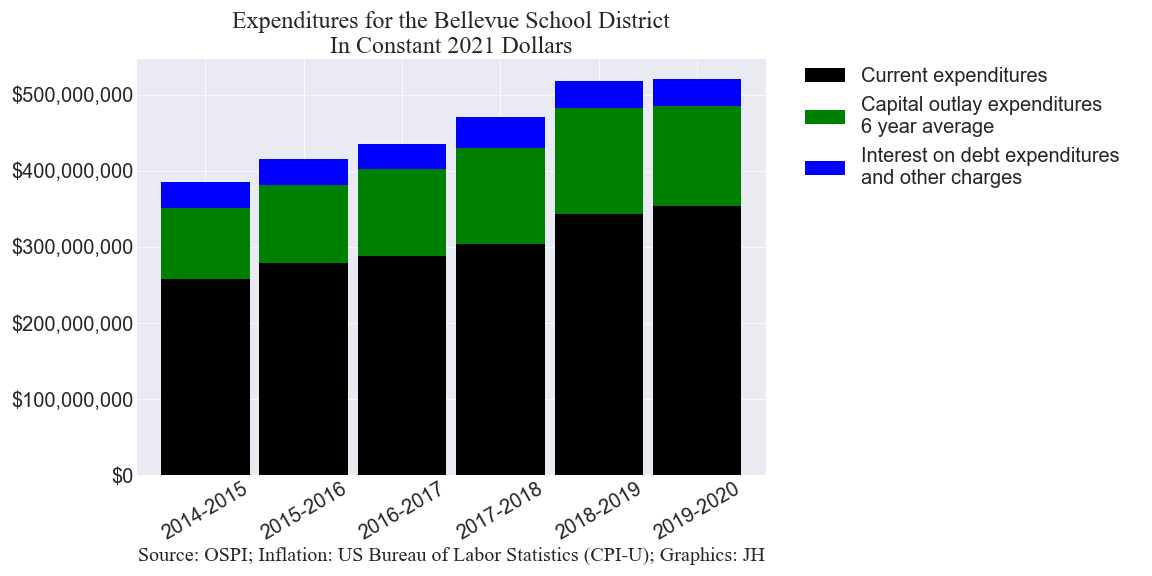 Expenditures for the Bellevue School District
In Constant 2021 Dollars
$500,000,000
$400,000,000
$300,000,000
$200,000,000
$100,000,000
$0
2014-2015
2015-2016
2016-2017
2017-2018
2018-2019
2019-2020
Current expenditures
Capital outlay expenditures
6 year average
Interest on debt expenditures
and other charges
Source: OSPI; Inflation: US Bureau of Labor Statistics (CPI-U); Graphics: JH